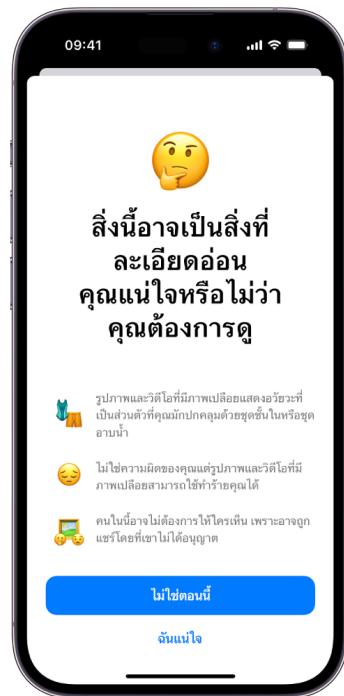 09:41
สิ่งนี้อาจเป็นสิ่งที่
ละเอียดอ่อน
คุณแน่ใจหรือไม่ว่า
คุณต้องการดู
รูปภาพและวิดีโอที่มีภาพเปลือยแสดงอวัยวะที่
เป็นส่วนตัวที่คุณมักปกคลุมด้วยชุดชั้นในหรือชุด
อาบน้ำ
ไม่ใช่ความผิดของคุณแต่รูปภาพและวิดีโอที่มี
ภาพเปลือยสามารถใช้ทำร้ายคุณได้
คนในนี้อาจไม่ต้องการให้ใครเห็น เพราะอาจถูก
แชร์โดยที่เขาไม่ได้อนุญาต
ไม่ใช่ตอนนี้
ฉันแน่ใจ